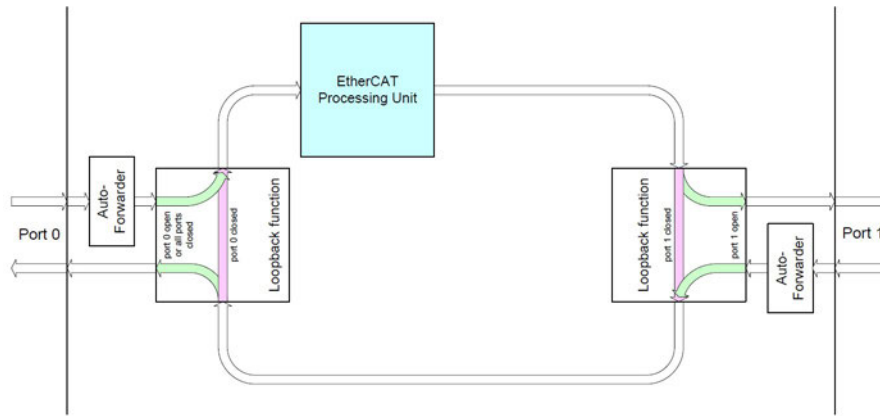 EtherCAT
Processing Unit
Auto-
Forwarder
Port 0
port 0 open
or all ports
closed
port 0 closed
Loopback function
Loopback function
port 1 closed
port 1 open
Port 1
Auto-
Forwarder